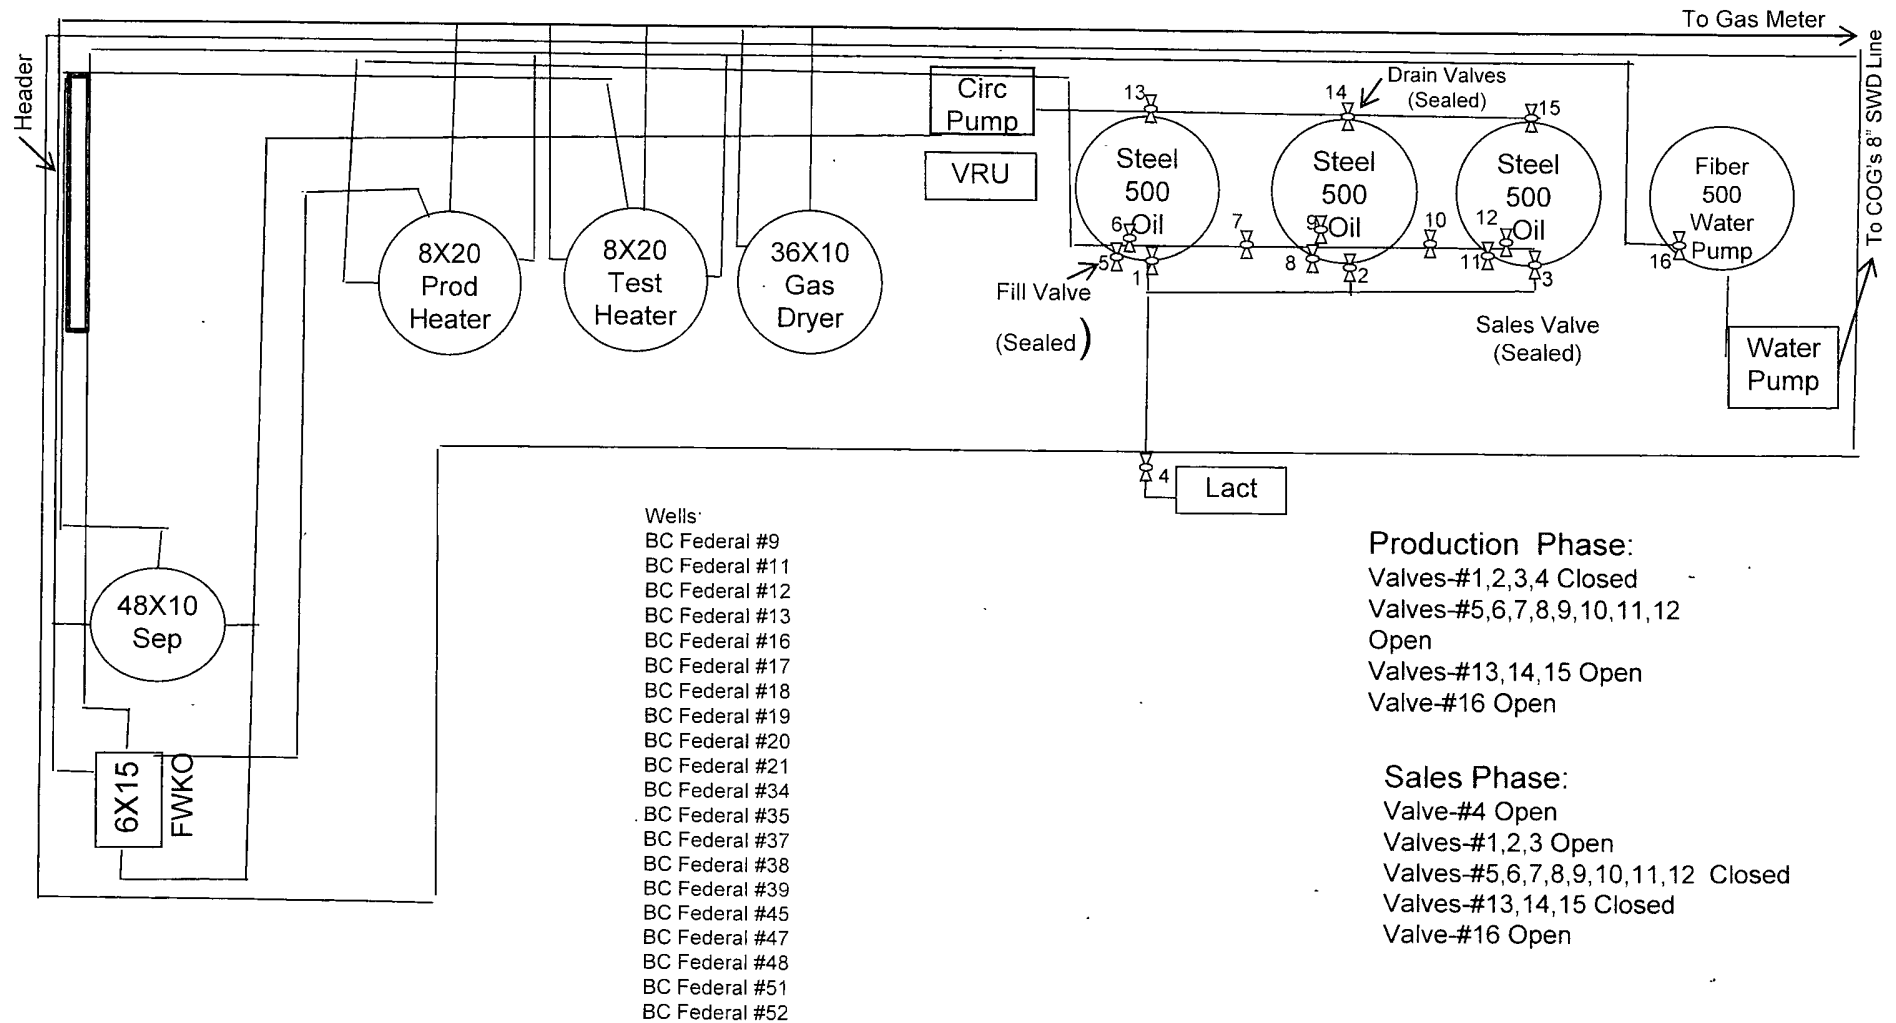 To Gas Meter
Header
To COG's 8" SWD Line
Circ
Pump
VRU
13
14
Drain Valves
(Sealed)
15
Steel
500
Oil
Steel
500
Oil
Steel
500
Oil
Fiber
500
Water
Pump
6
7
9
10
12
5
1
8
2
11
3
16
Fill Valve
(Sealed)
Sales Valve
(Sealed)
Water
Pump
8X20
Prod
Heater
8X20
Test
Heater
36X10
Gas
Dryer
4
Lact
48X10
Sep
6X15
FWKO
Wells
BC Federal #9
BC Federal #11
BC Federal #12
BC Federal #13
BC Federal #16
BC Federal #17
BC Federal #18
BC Federal #19
BC Federal #20
BC Federal #21
BC Federal #34
BC Federal #35
BC Federal #37
BC Federal #38
BC Federal #39
BC Federal #45
BC Federal #47
BC Federal #48
BC Federal #51
BC Federal #52
Production Phase:
Valves-#1,2,3,4 Closed
Valves-#5,6,7,8,9,10,11,12
Open
Valves-#13,14,15 Open
Valve-#16 Open
Sales Phase:
Valve-#4 Open
Valves-#1,2,3 Open
Valves-#5,6,7,8,9,10,11,12 Closed
Valves-#13,14,15 Closed
Valve-#16 Open